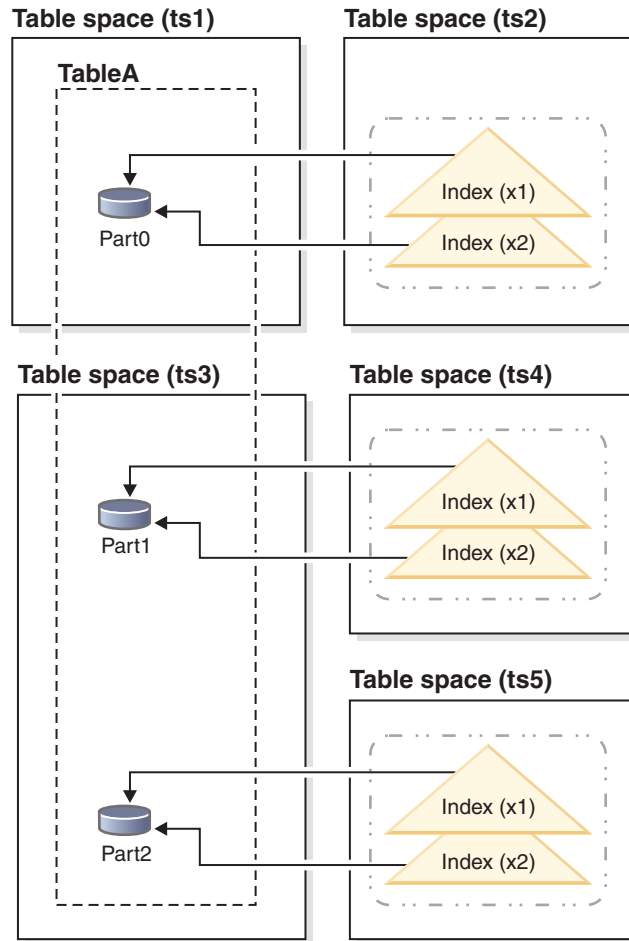 Table space (ts1)
Table space (ts2)
TableA
Part0
Index (x1)
Index (x2)
Table space (ts3)
Table space (ts4)
Part1
Index (x1)
Index (x2)
Table space (ts5)
Part2
Index (x1)
Index (x2)